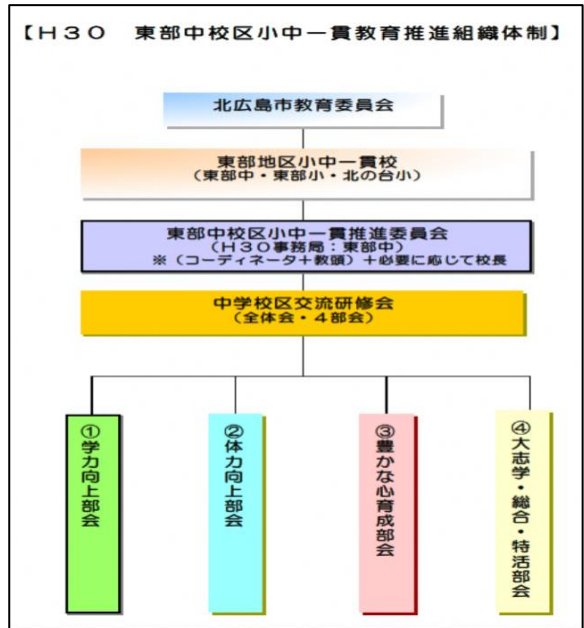 【H30 東部中校区小中一貫教育推進組織体制】
北広島市教育委員会
東部地区小中一貫校
(東部中・東部小・北の台小)
東部中校区小中一貫推進委員会
(H30事務局:東部中)
※(コーディネータ+教頭)+必要に応じて校長
中学校区交流研修会
(全体会・4部会)
①学力向上部会
②体力向上部会
③豊かな心育成部会
④大志学・総合・特活部会